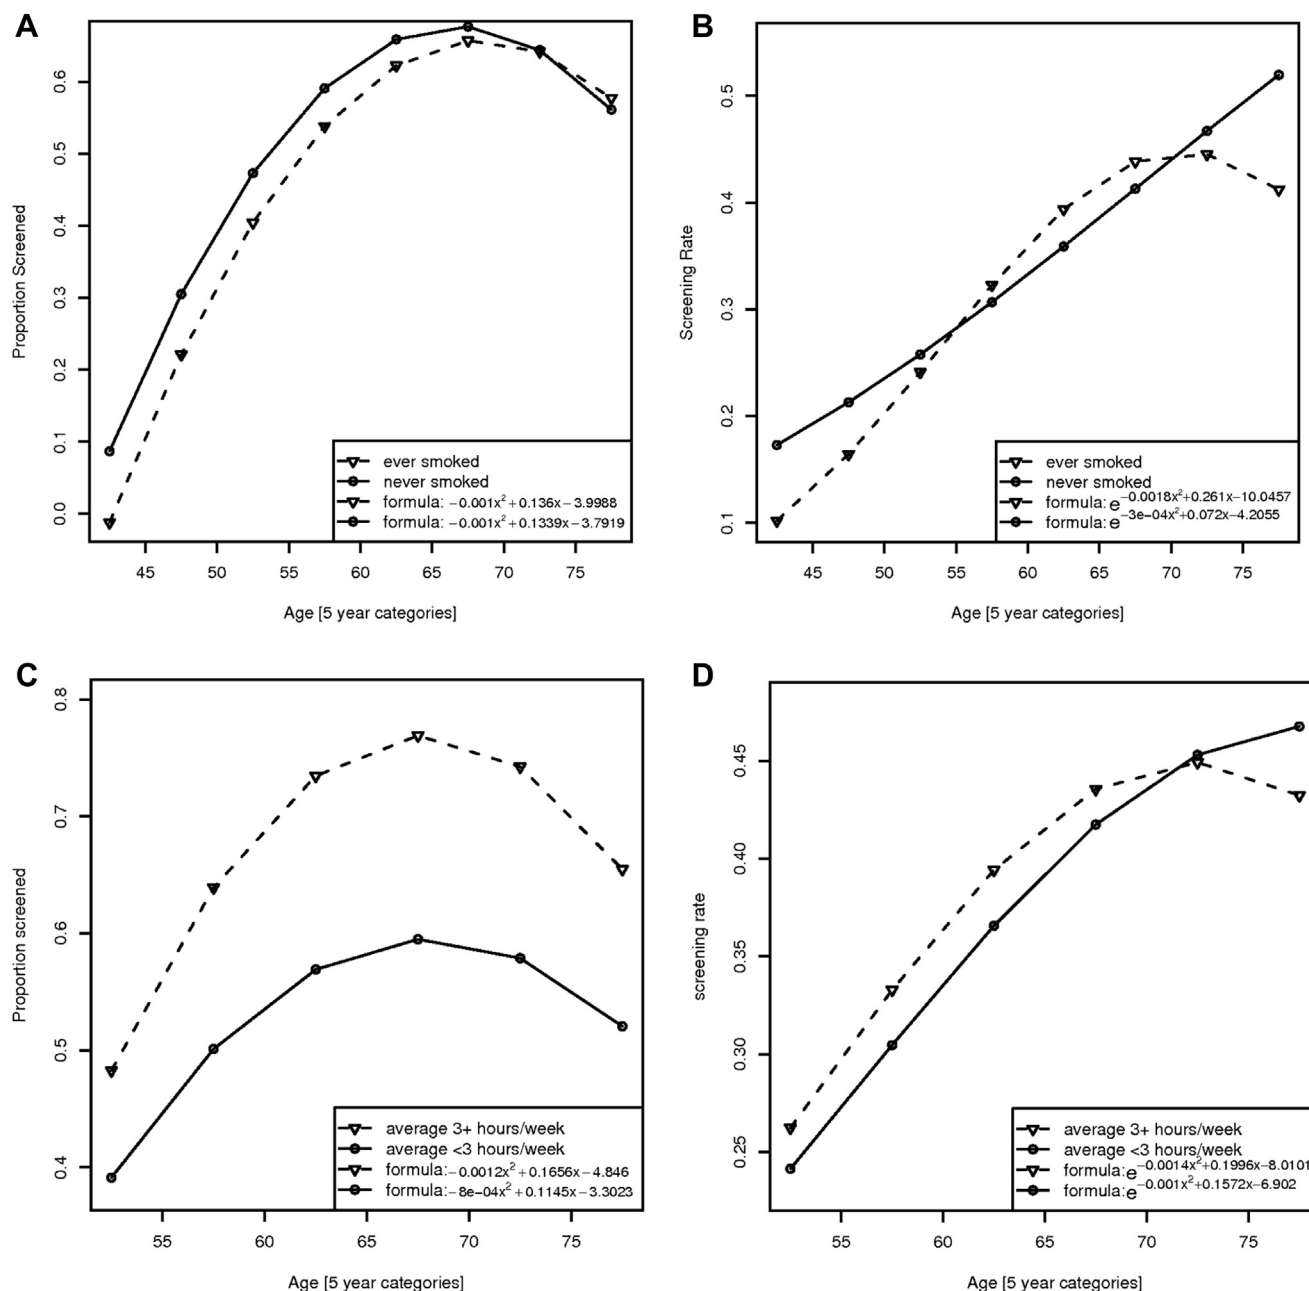 A
Proportion Screened
0.6
0.5
0.4
0.3
0.2
0.1
0.0
ever smoked
never smoked
formula: −0.001x²+0.136x−3.9988
formula: −0.001x²+0.1339x−3.7919
45 50 55 60 65 70 75
Age [5 year categories]
B
Screening Rate
0.5
0.4
0.3
0.2
0.1
ever smoked
never smoked
formula: e^−0.0018x²+0.261x−10.0457
formula: e^−3e−04x²+0.072x−4.2055
45 50 55 60 65 70 75
Age [5 year categories]
C
Proportion screened
0.8
0.7
0.6
0.5
0.4
average 3+ hours/week
average <3 hours/week
formula:−0.0012x²+0.1656x−4.846
formula:−8e−04x²+0.1145x−3.3023
55 60 65 70 75
Age [5 year categories]
D
screening rate
0.45
0.40
0.35
0.30
0.25
average 3+ hours/week
average <3 hours/week
formula: e^−0.0014x²+0.1996x−8.0101
formula: e^−0.001x²+0.1572x−6.902
55 60 65 70 75
Age [5 year categories]